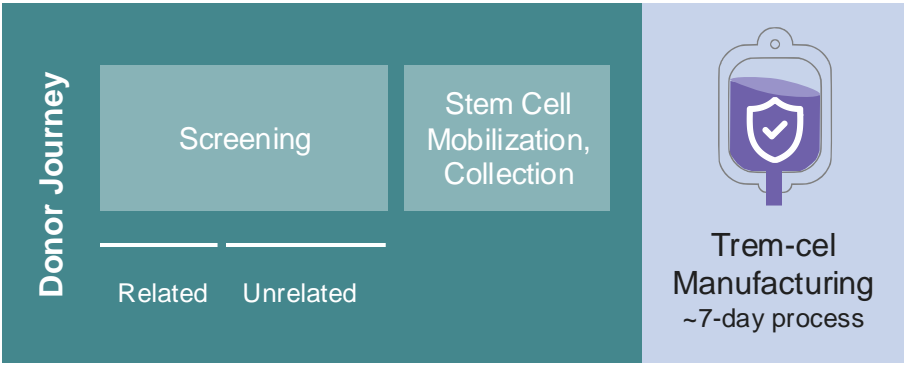 Donor Journey
Screening
Stem Cell
Mobilization,
Collection
Related
Unrelated
Trem-cel
Manufacturing
~7-day process